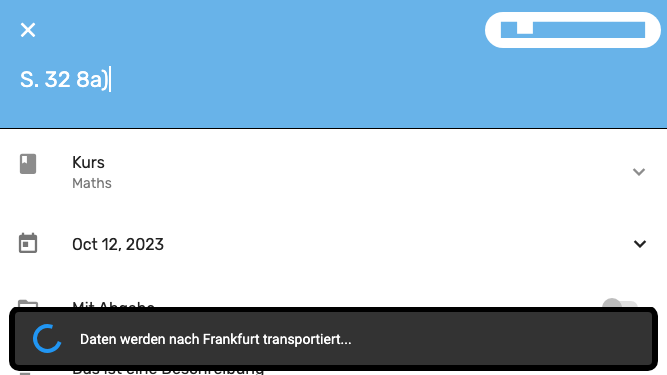 S. 32 8a)
Kurs
Maths
Oct 12, 2023
Mit Abgabe
Daten werden nach Frankfurt transportiert...
Das ist eine Beschreibung